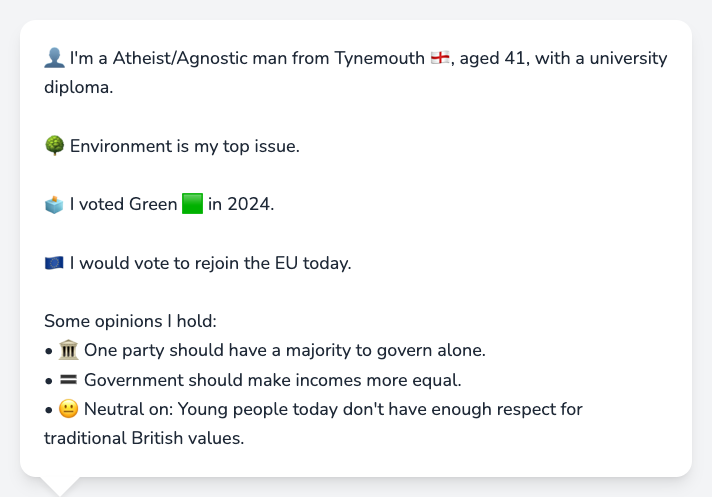 👤 I'm a Atheist/Agnostic man from Tynemouth 🏴󠁧󠁢󠁥󠁮󠁧󠁿, aged 41, with a university
diploma.
🌳 Environment is my top issue.
🗳️ I voted Green 🟩 in 2024.
🇪🇺 I would vote to rejoin the EU today.
Some opinions I hold:
• 🏛️ One party should have a majority to govern alone.
• 🟰 Government should make incomes more equal.
• 😐 Neutral on: Young people today don't have enough respect for
traditional British values.